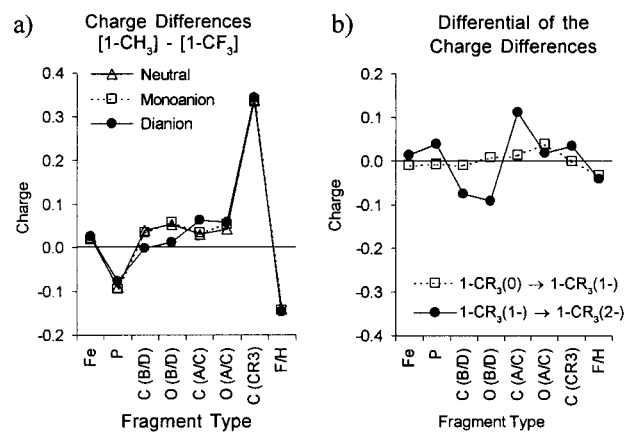 a)
Charge Differences
[1-CH₃] - [1-CF₃]
Neutral
Monoanion
Dianion
0.4
0.3
0.2
0.1
0.0
-0.1
-0.2
Charge
Fe
P
C (B/D)
O (B/D)
C (A/C)
O (A/C)
C (CR3)
F/H
Fragment Type
b)
Differential of the
Charge Differences
0.2
0.1
0.0
-0.1
-0.2
-0.3
-0.4
Charge
1-CR₃(0) → 1-CR₃(1-)
1-CR₃(1-) → 1-CR₃(2-)
Fe
P
C (B/D)
O (B/D)
C (A/C)
O (A/C)
C (CR3)
F/H
Fragment Type